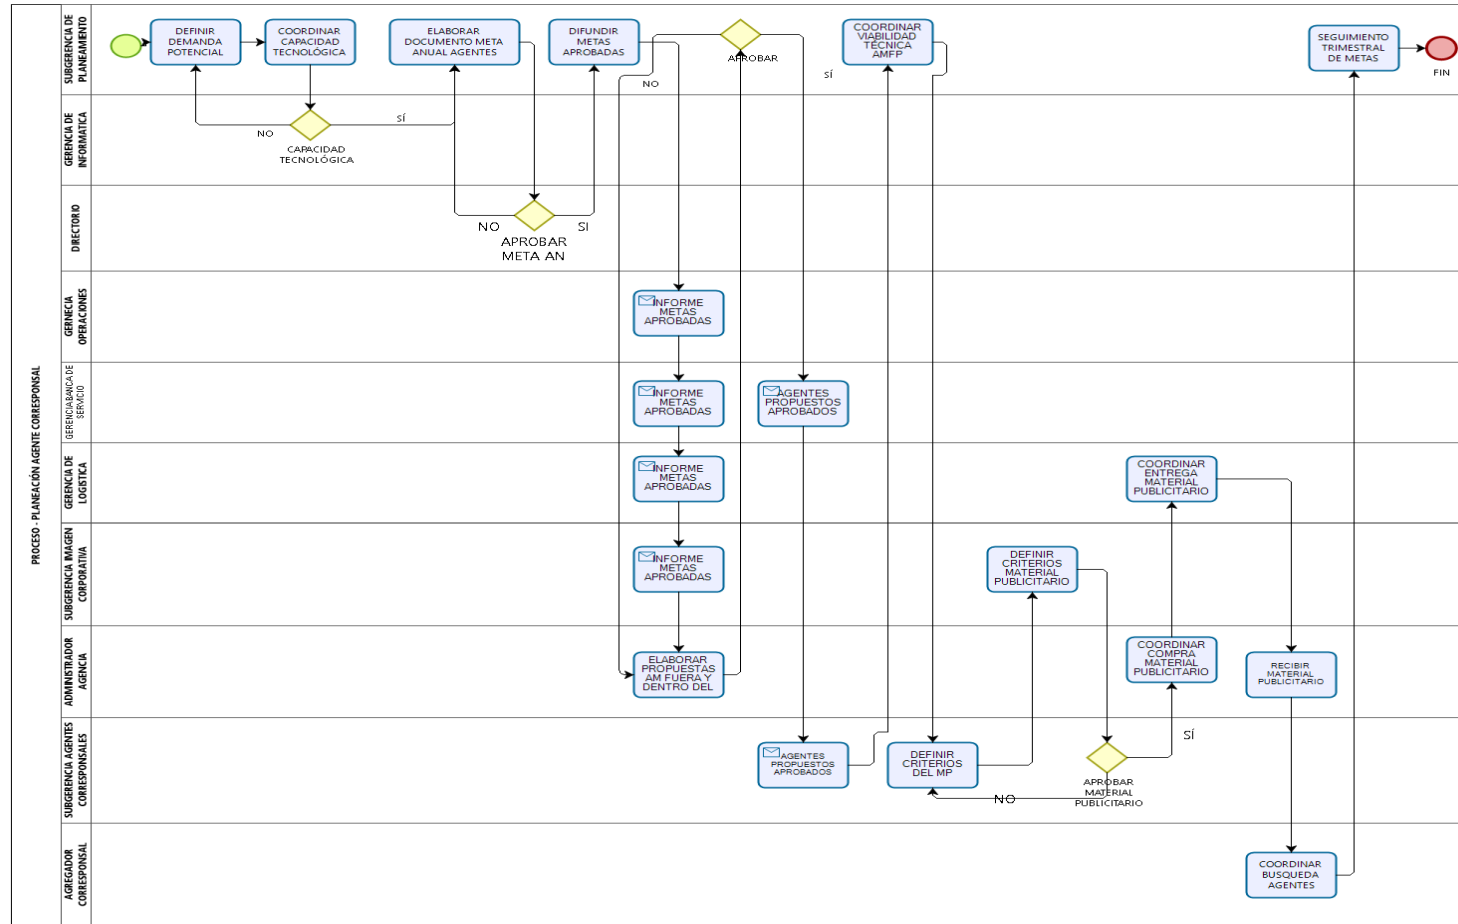 PROCESO - PLANEACIÓN AGENTE CORRESPONSAL
SUBGERENCIA DE
PLANEAMIENTO
DEFINIR
DEMANDA
POTENCIAL
COORDINAR
CAPACIDAD
TECNOLÓGICA
ELABORAR
DOCUMENTO META
ANUAL AGENTES
DIFUNDIR
METAS
APROBADAS
APROBAR
NO
SÍ
COORDINAR
VIABILIDAD
TÉCNICA
AMFP
SEGUIMIENTO
TRIMESTRAL
DE METAS
FIN
GERENCIA DE
INFORMATICA
NO
SÍ
CAPACIDAD
TECNOLÓGICA
DIRECTORIO
NO
SI
APROBAR
META AN
GERNECIA
OPERACIONES
INFORME
METAS
APROBADAS
GERENCIABANCA DE
SERVICIO
INFORME
METAS
APROBADAS
AGENTES
PROPUESTOS
APROBADOS
GERENCIA DE
LOGISTICA
INFORME
METAS
APROBADAS
COORDINAR
ENTREGA
MATERIAL
PUBLICITARIO
SUBGERENCIA IMAGEN
CORPORATIVA
INFORME
METAS
APROBADAS
DEFINIR
CRITERIOS
MATERIAL
PUBLICITARIO
ADMINISTRADOR
AGENCIA
ELABORAR
PROPUESTAS
AM FUERA Y
DENTRO DEL
COORDINAR
COMPRA
MATERIAL
PUBLICITARIO
RECIBIR
MATERIAL
PUBLICITARIO
SUBGERENCIA AGENTES
CORRESPONSALES
AGENTES
PROPUESTOS
APROBADOS
DEFINIR
CRITERIOS
DEL MP
SÍ
NO
APROBAR
MATERIAL
PUBLICITARIO
AGREGADOR
CORRESPONSAL
COORDINAR
BUSQUEDA
AGENTES